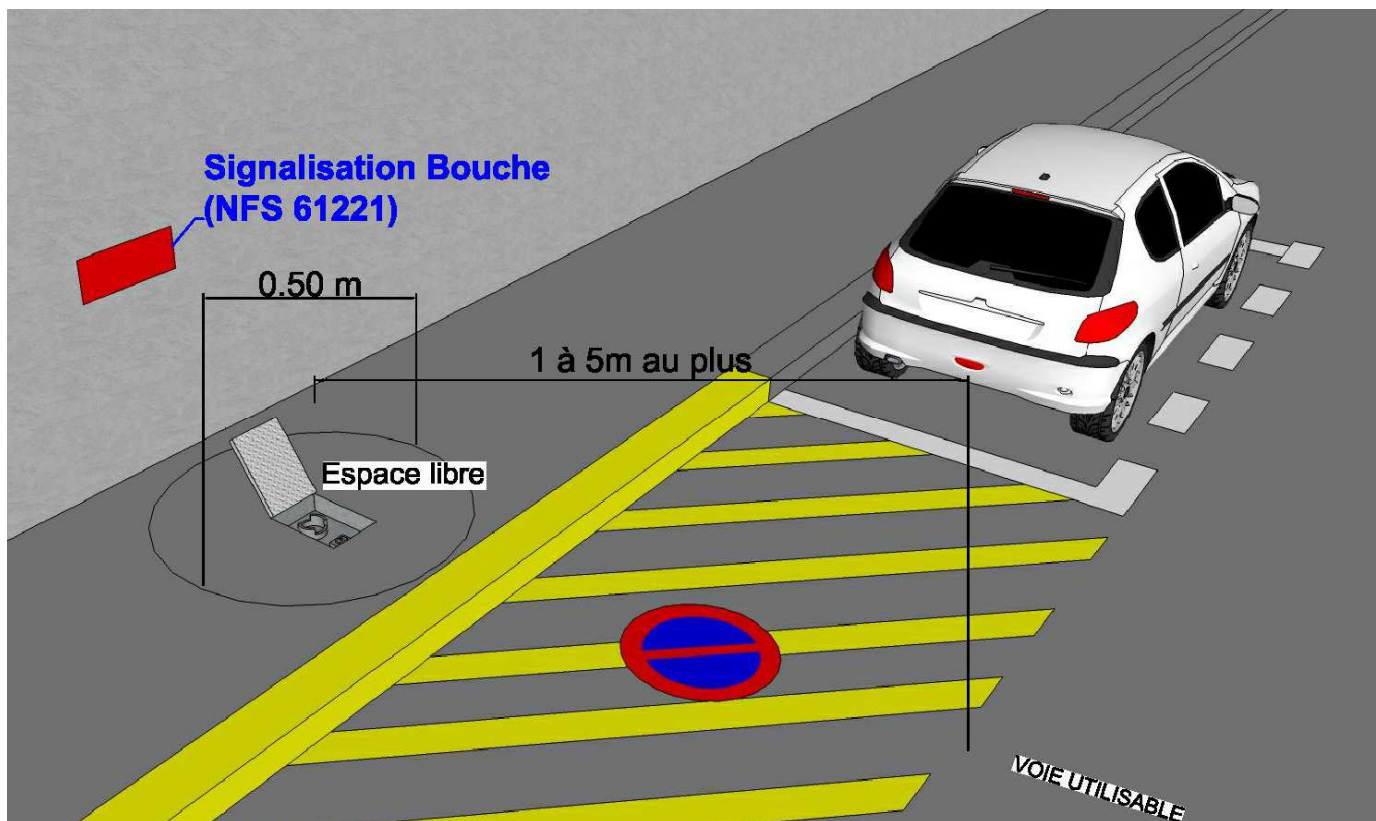 Signalisation Bouche
(NFS 61221)
0.50 m
1 à 5m au plus
Espace libre
VOIE UTILISABLE